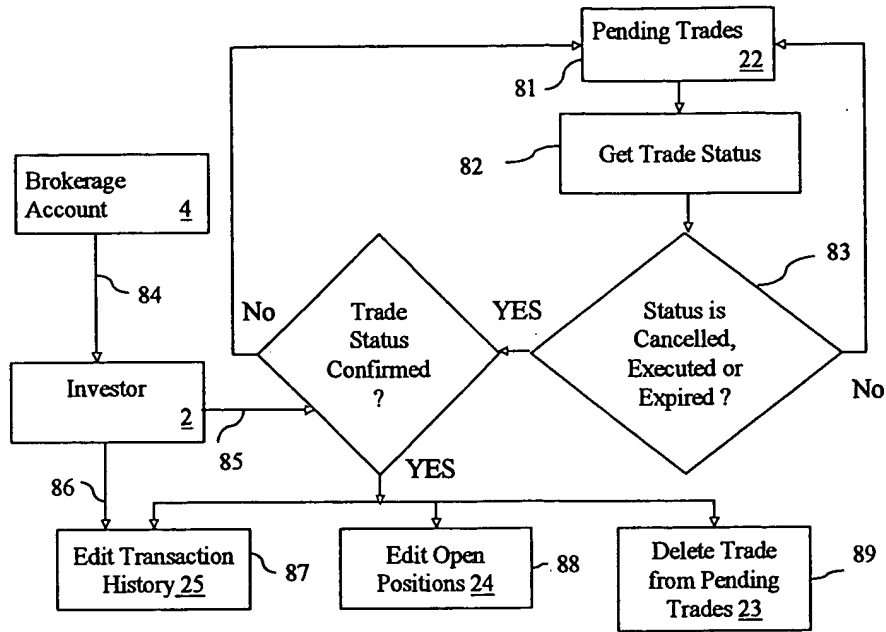 Pending Trades
22
81
82
Get Trade Status
Brokerage
Account
4
83
84
No
Trade
Status
Confirmed
?
YES
Status is
Cancelled,
Executed or
Expired ?
No
Investor
2
85
YES
86
Edit Transaction
History 25
87
Edit Open
Positions 24
88
Delete Trade
from Pending
Trades 23
89